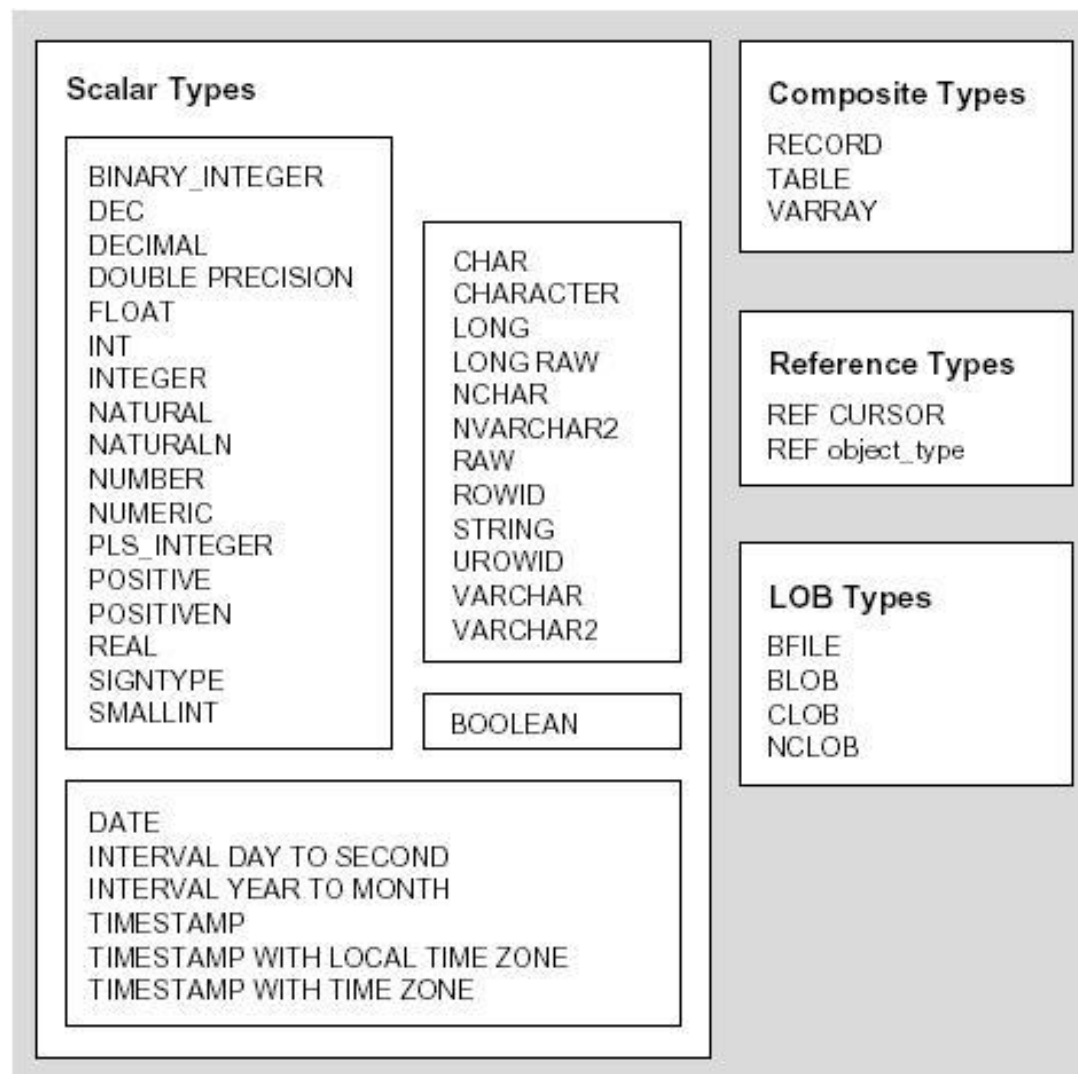 Scalar Types
BINARY_INTEGER
DEC
DECIMAL
DOUBLE PRECISION
FLOAT
INT
INTEGER
NATURAL
NATURALN
NUMBER
NUMERIC
PLS_INTEGER
POSITIVE
POSITIVEN
REAL
SIGNTYPE
SMALLINT
CHAR
CHARACTER
LONG
LONG RAW
NCHAR
NVARCHAR2
RAW
ROWID
STRING
UROWID
VARCHAR
VARCHAR2
BOOLEAN
DATE
INTERVAL DAY TO SECOND
INTERVAL YEAR TO MONTH
TIMESTAMP
TIMESTAMP WITH LOCAL TIME ZONE
TIMESTAMP WITH TIME ZONE
Composite Types
RECORD
TABLE
VARRAY
Reference Types
REF CURSOR
REF object_type
LOB Types
BFILE
BLOB
CLOB
NCLOB